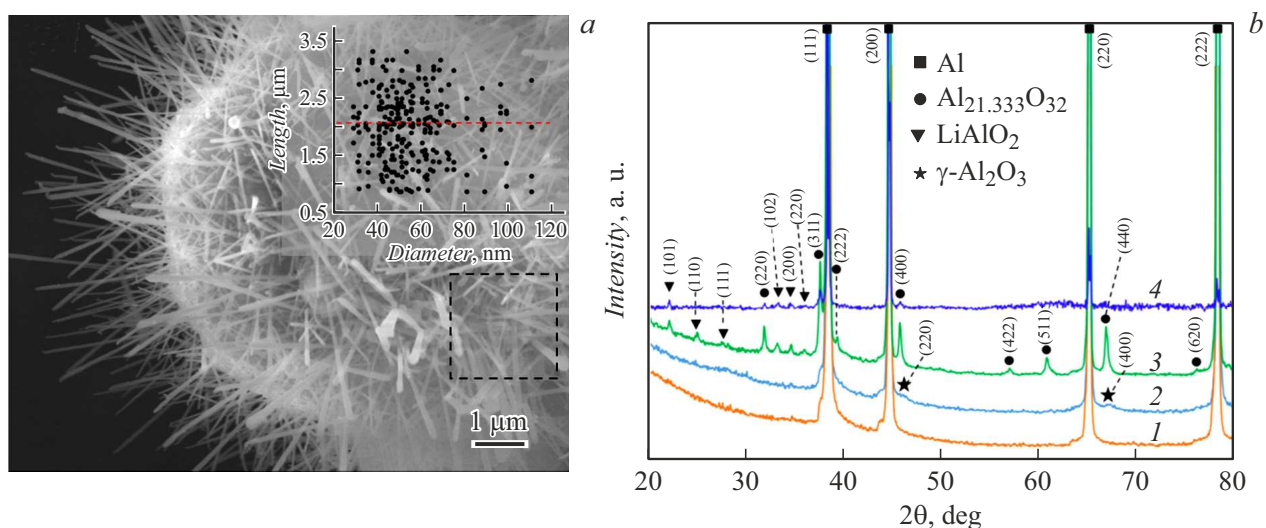 a
3.5
2.5
1.5
0.5
Length, µm
20 40 60 80 100 120
Diameter, nm
1 µm
b
Intensity, a. u.
(111)
(200)
(220)
(222)
Al
Al21.333O32
LiAlO2
γ-Al2O3
(101)
(110)
(111)
(220)
(102)
(200)
(220)
(311)
(222)
(400)
(220)
(422)
(511)
(440)
(400)
(620)
4
3
2
1
20 30 40 50 60 70 80
2θ, deg